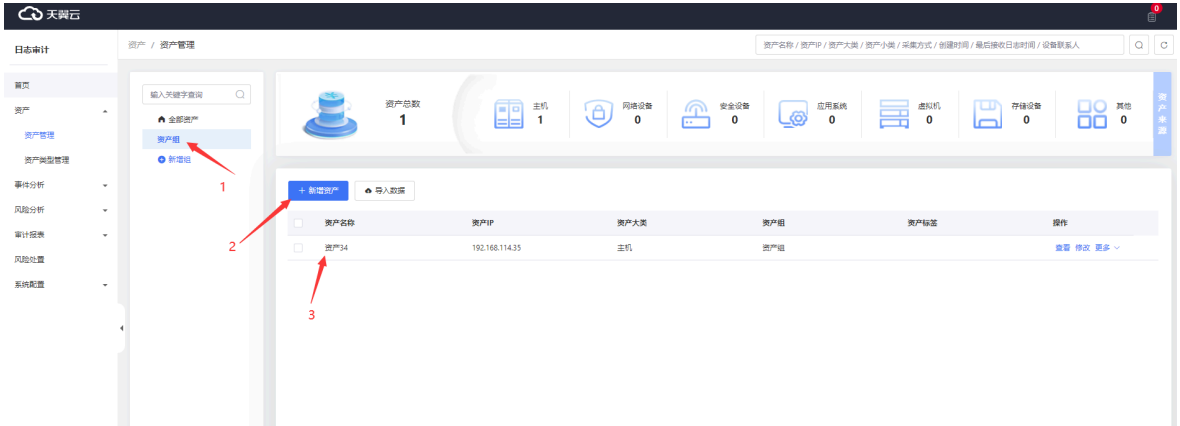 天翼云
0
日志审计
资产 / 资产管理
资产名称 / 资产IP / 资产大类 / 资产小类 / 采集方式 / 创建时间 / 最后接收日志时间 / 设备联系人
首页
资产
资产管理
资产类型管理
事件分析
风险分析
审计报表
风险处置
系统配置
输入关键字查询
全部资产
资产组
新增组
1
资产总数
1
主机
1
网络设备
0
安全设备
0
应用系统
0
虚拟机
0
存储设备
0
其他
0
资产来源
+ 新增资产
导入数据
2
资产名称 资产IP 资产大类 资产组 资产标签 操作
资产34 192.168.114.35 主机 资产组 查看 修改 更多
3